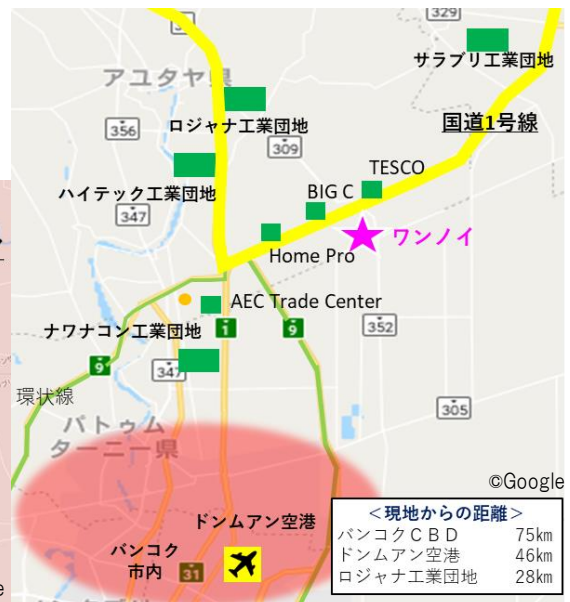 329
サラブリ工業団地
アユタヤ県
国道1号線
356
ロジャナ工業団地
309
TESCO
ハイテック工業団地
BIG C
347
ワンノイ
Home Pro
AEC Trade Center
ナワナコン工業団地
1
9
352
9
347
環状線
305
パトゥム
ターニー県
©Google
ドンムアン空港
バンコク
市内
31
＜現地からの距離＞
バンコクＣＢＤ 75km
ドンムアン空港 46km
ロジャナ工業団地 28km